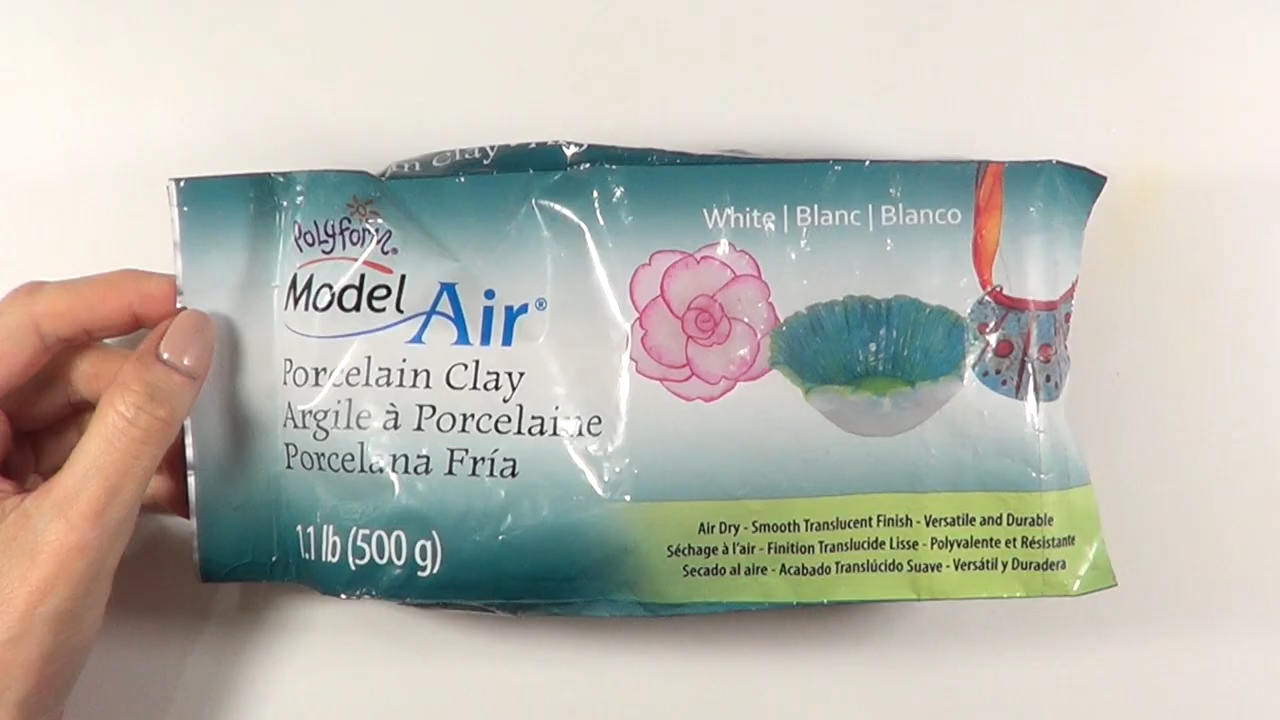 in Clay
White | Blanc | Blanco
Polyform®
Model Air®
Porcelain Clay
Argile à Porcelaine
Porcelana Fría
1.1 lb (500 g)
Air Dry - Smooth Translucent Finish - Versatile and Durable
Séchage à l'air - Finition Translucide Lisse - Polyvalente et Résistante
Secado al aire - Acabado Translúcido Suave - Versátil y Duradera